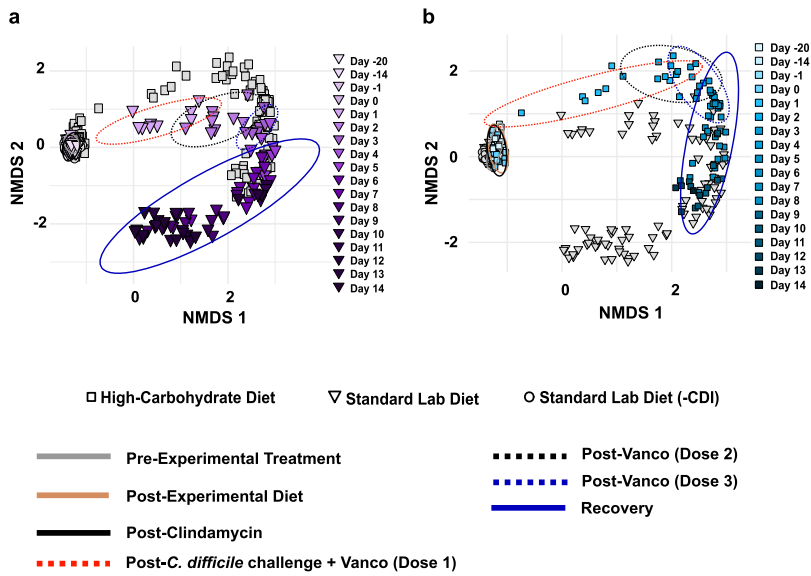 a
2
0
-2
NMDS 2
0
2
NMDS 1
Day -20
Day -14
Day -1
Day 0
Day 1
Day 2
Day 3
Day 4
Day 5
Day 6
Day 7
Day 8
Day 9
Day 10
Day 11
Day 12
Day 13
Day 14
b
2
0
-2
NMDS 2
0
2
NMDS 1
Day -20
Day -14
Day -1
Day 0
Day 1
Day 2
Day 3
Day 4
Day 5
Day 6
Day 7
Day 8
Day 9
Day 10
Day 11
Day 12
Day 13
Day 14
High-Carbohydrate Diet
Standard Lab Diet
Standard Lab Diet (-CDI)
Pre-Experimental Treatment
Post-Experimental Diet
Post-Clindamycin
Post-C. difficile challenge + Vanco (Dose 1)
Post-Vanco (Dose 2)
Post-Vanco (Dose 3)
Recovery